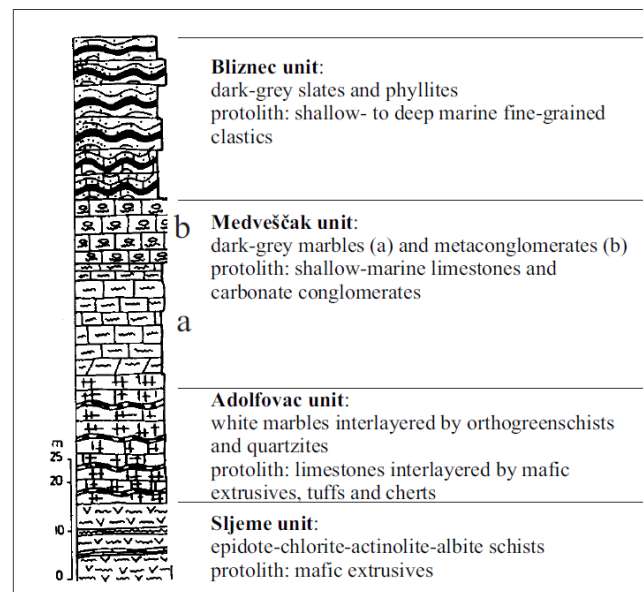 Bliznec unit:
dark-grey slates and phyllites
protolith: shallow- to deep marine fine-grained
clastics
b
Medveščak unit:
dark-grey marbles (a) and metaconglomerates (b)
protolith: shallow-marine limestones and
carbonate conglomerates
a
Adolfovac unit:
white marbles interlayered by orthogreenschists
and quartzites
protolith: limestones interlayered by mafic
extrusives, tuffs and cherts
m
25
20
10
0
Sljeme unit:
epidote-chlorite-actinolite-albite schists
protolith: mafic extrusives